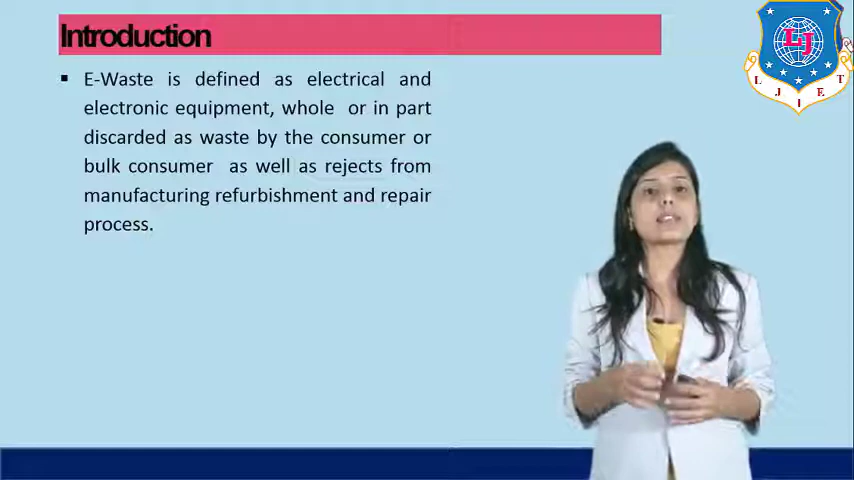 Introduction
▪ E-Waste is defined as electrical and
electronic equipment, whole or in part
discarded as waste by the consumer or
bulk consumer as well as rejects from
manufacturing refurbishment and repair
process.
LJ
L J I E T